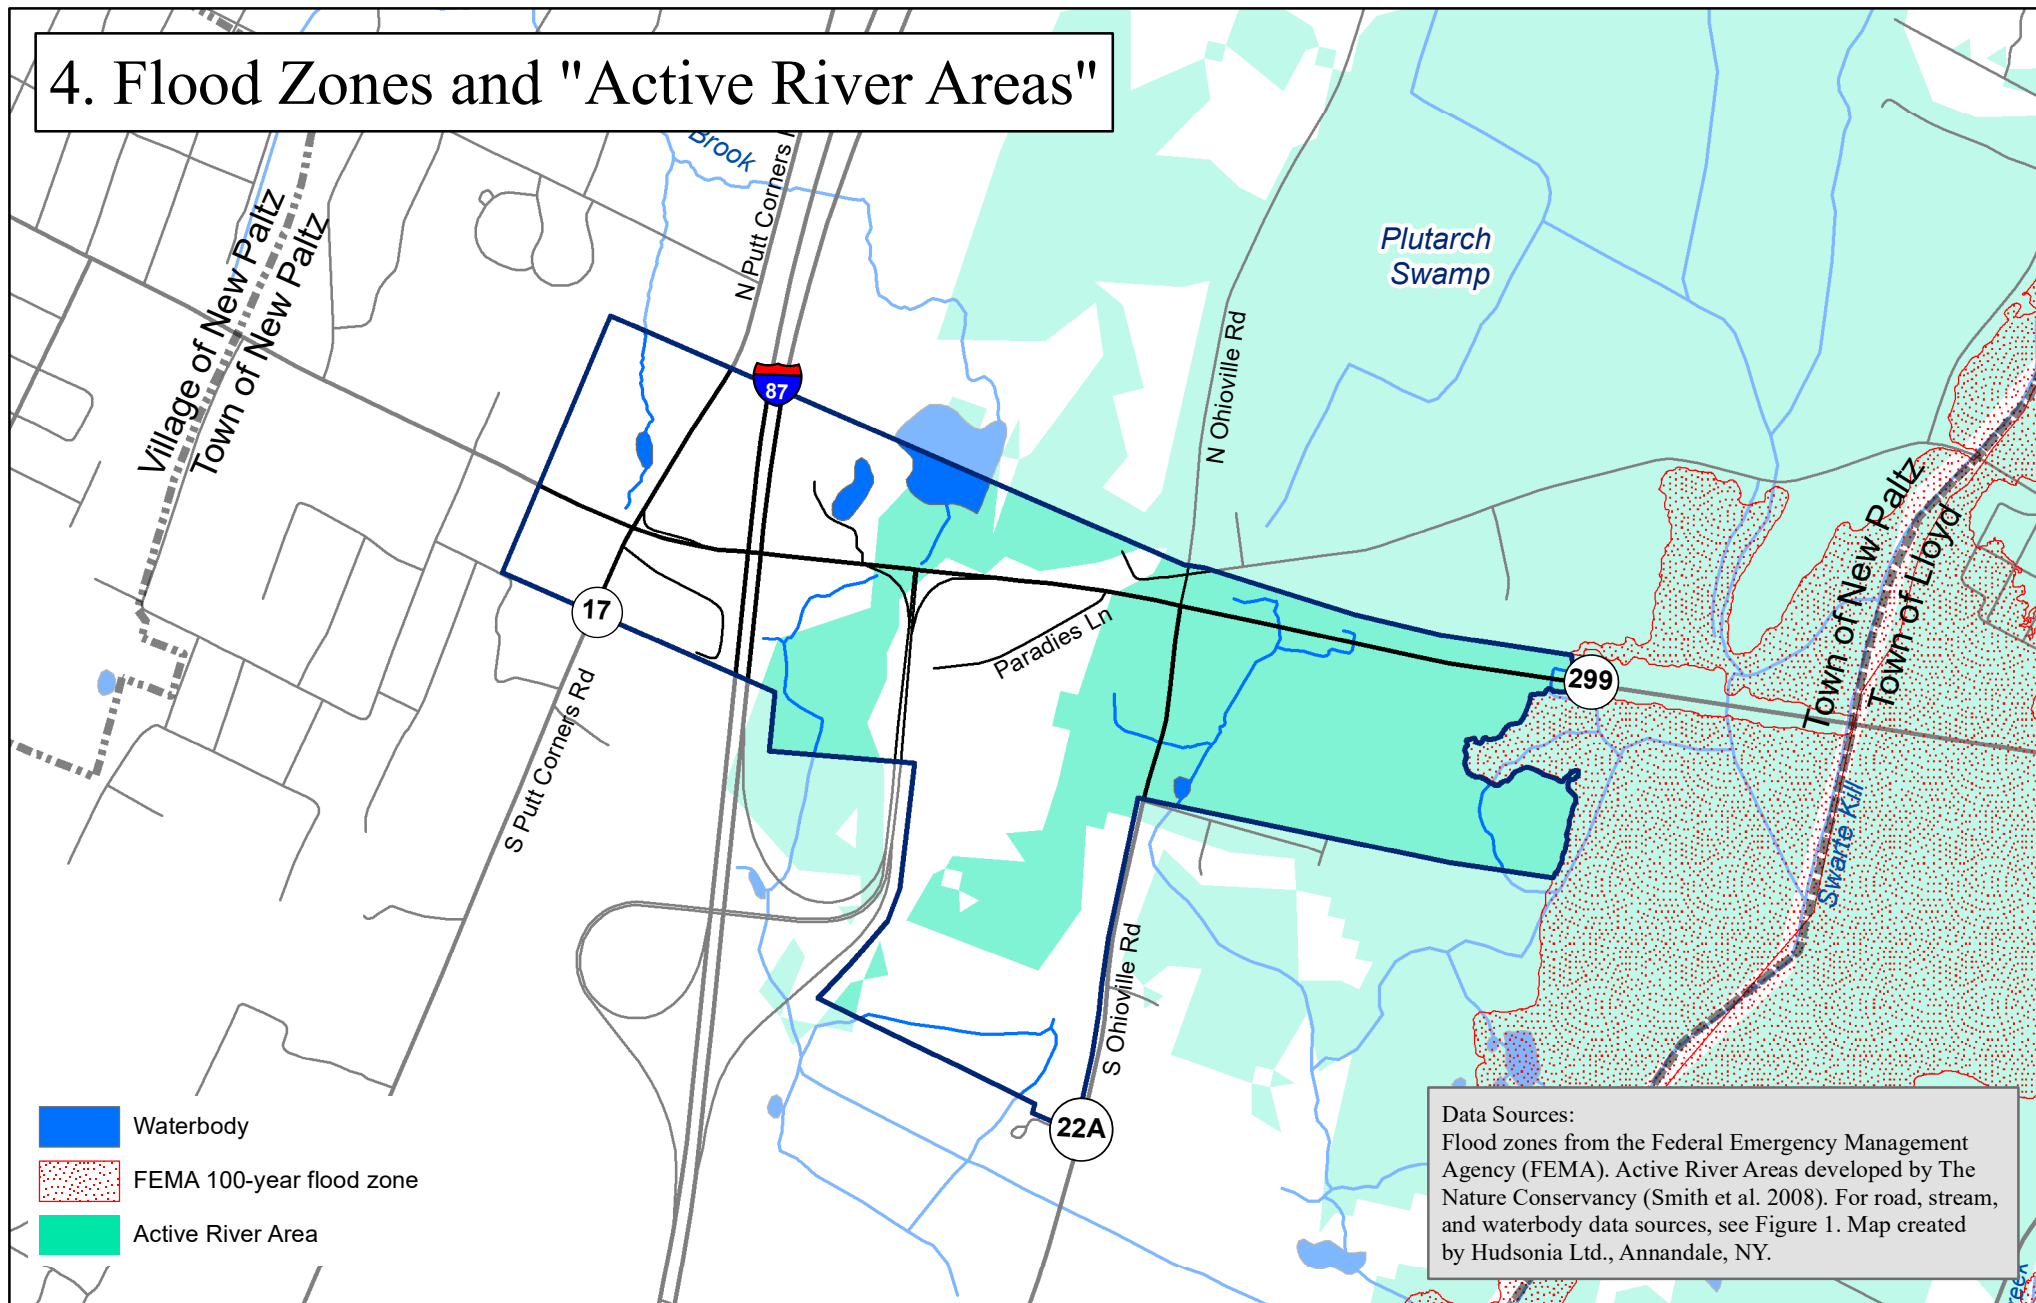 4. Flood Zones and "Active River Areas"
Brook
N Putt Corners
Village of New Paltz
Town of New Paltz
Plutarch
Swamp
87
N Ohioville Rd
Town of New Paltz
Town of Lloyd
17
Paradies Ln
299
S Putt Corners Rd
Swarte Kill
S Ohioville Rd
22A
Waterbody
FEMA 100-year flood zone
Active River Area
Data Sources:
Flood zones from the Federal Emergency Management
Agency (FEMA). Active River Areas developed by The
Nature Conservancy (Smith et al. 2008). For road, stream,
and waterbody data sources, see Figure 1. Map created
by Hudsonia Ltd., Annandale, NY.